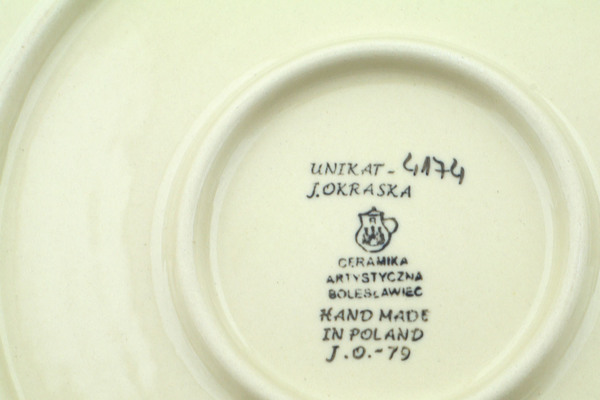 UNIKAT - 4174
J.OKRASKA
CERAMIKA
ARTYSTYCZNA
BOLESŁAWIEC
HAND MADE
IN POLAND
J.O.-79